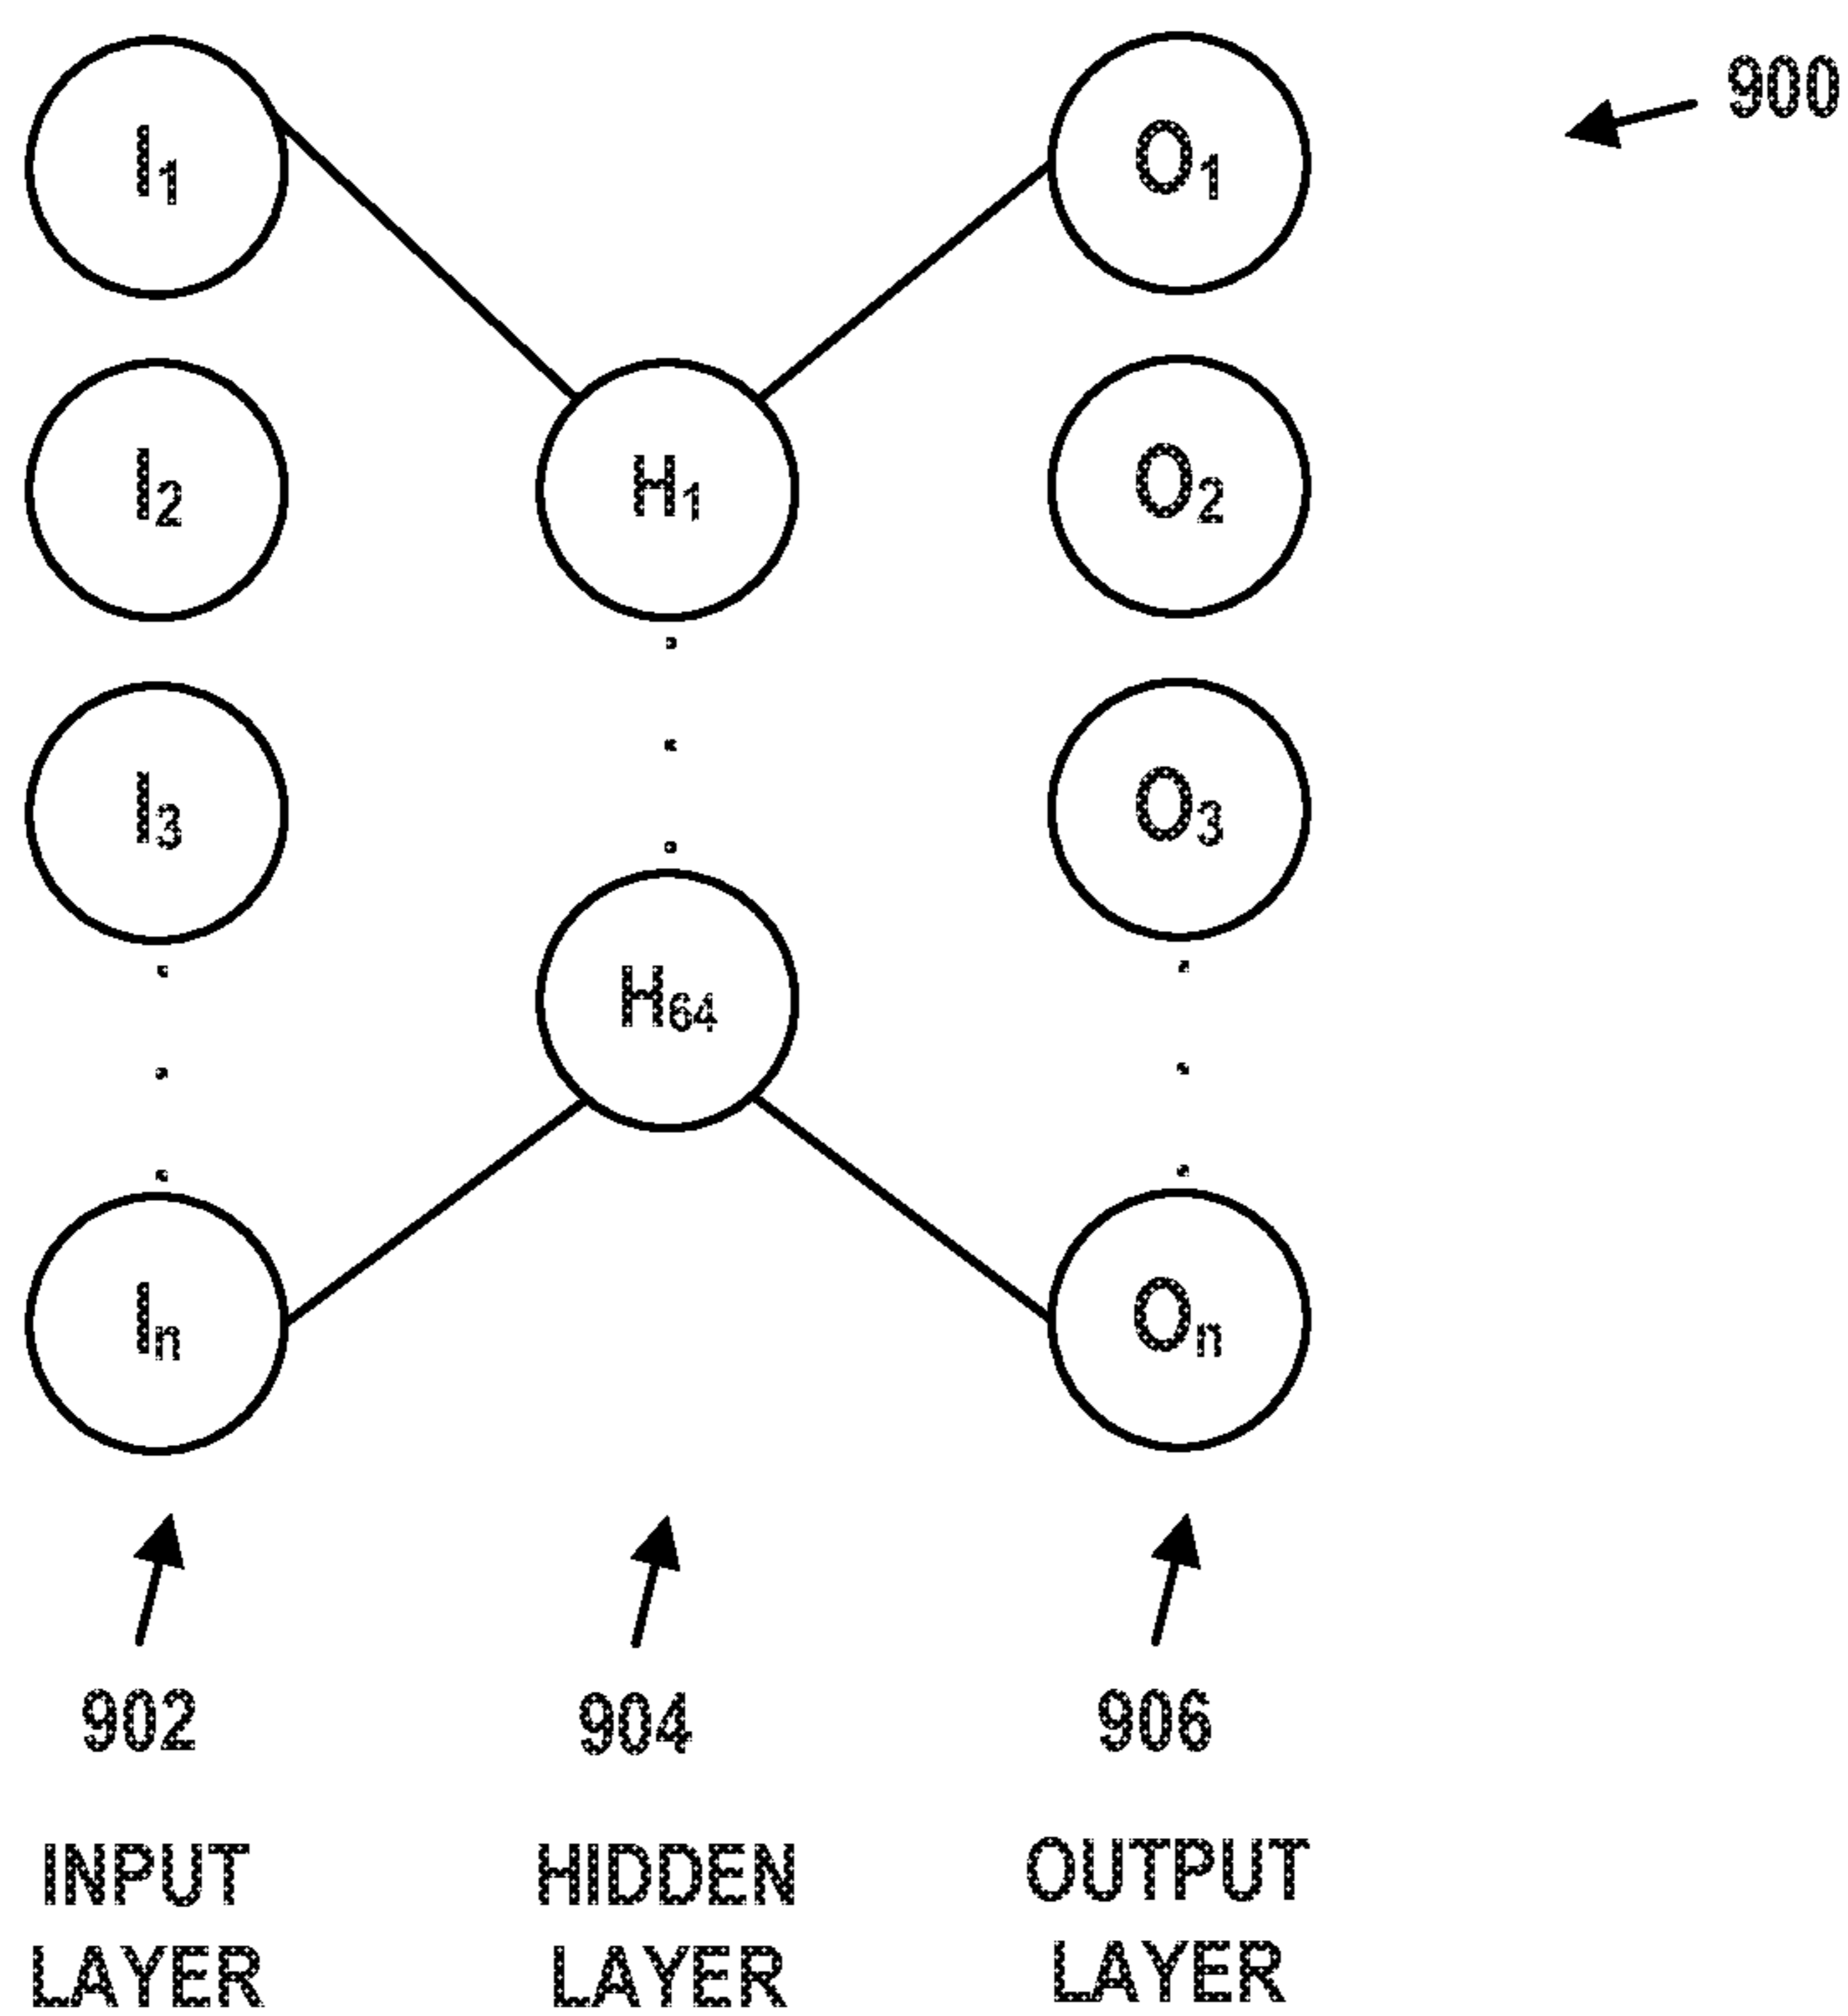 900
I₁
O₁
I₂
H₁
O₂
I₃
O₃
H₆₄
Iₙ
Oₙ
902
904
906
INPUT
LAYER
HIDDEN
LAYER
OUTPUT
LAYER